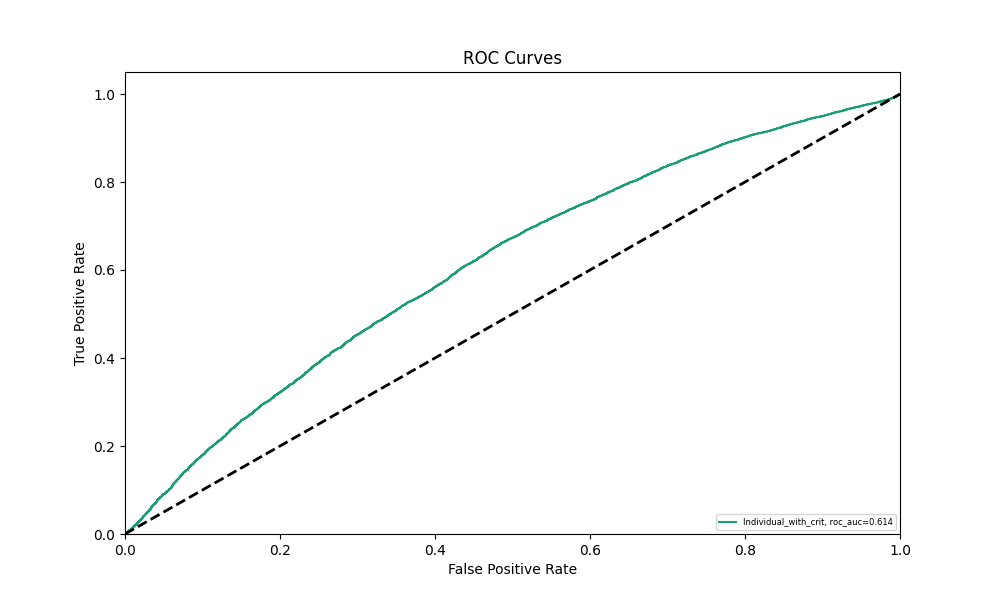 ROC Curves
True Positive Rate
1.0
0.8
0.6
0.4
0.2
0.0
0.0 0.2 0.4 0.6 0.8 1.0
False Positive Rate
Individual_with_crit, roc_auc=0.614